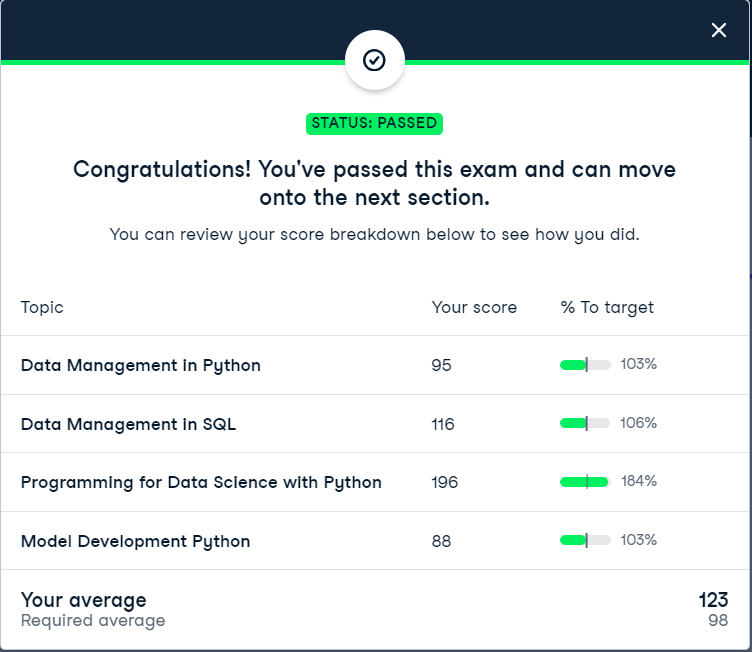 STATUS: PASSED
Congratulations! You've passed this exam and can move
onto the next section.
You can review your score breakdown below to see how you did.
Topic Your score % To target
Data Management in Python 95 103%
Data Management in SQL 116 106%
Programming for Data Science with Python 196 184%
Model Development Python 88 103%
Your average 123
Required average 98